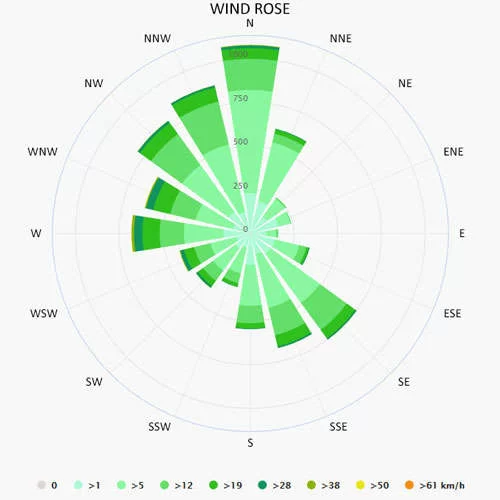 WIND ROSE
N
NNW
NNE
NW
NE
1000
750
WNW
ENE
500
250
W
0
E
WSW
ESE
SW
SE
SSW
SSE
S
0 >1 >5 >12 >19 >28 >38 >50 >61 km/h